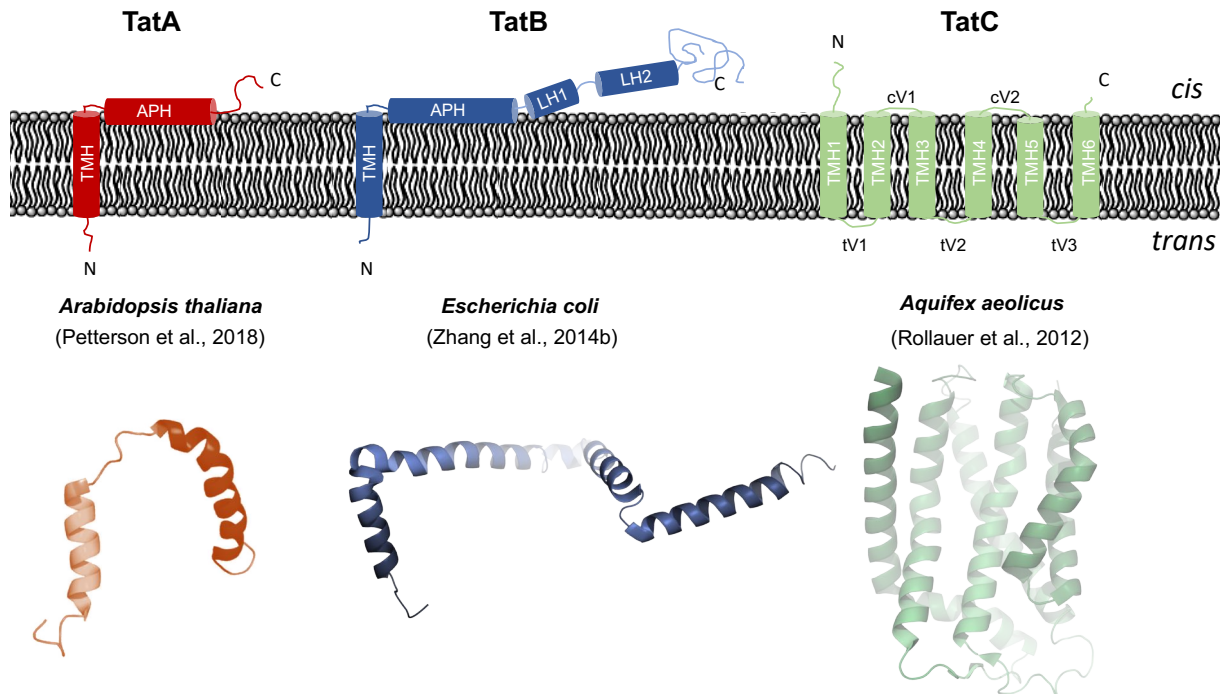 TatA
TatB
TatC
N
C
APH
TMH
N
APH
LH1
LH2
C
TMH
N
cV1
cV2
C
cis
TMH1
TMH2
TMH3
TMH4
TMH5
TMH6
tV1
tV2
tV3
trans
Arabidopsis thaliana
(Petterson et al., 2018)
Escherichia coli
(Zhang et al., 2014b)
Aquifex aeolicus
(Rollauer et al., 2012)